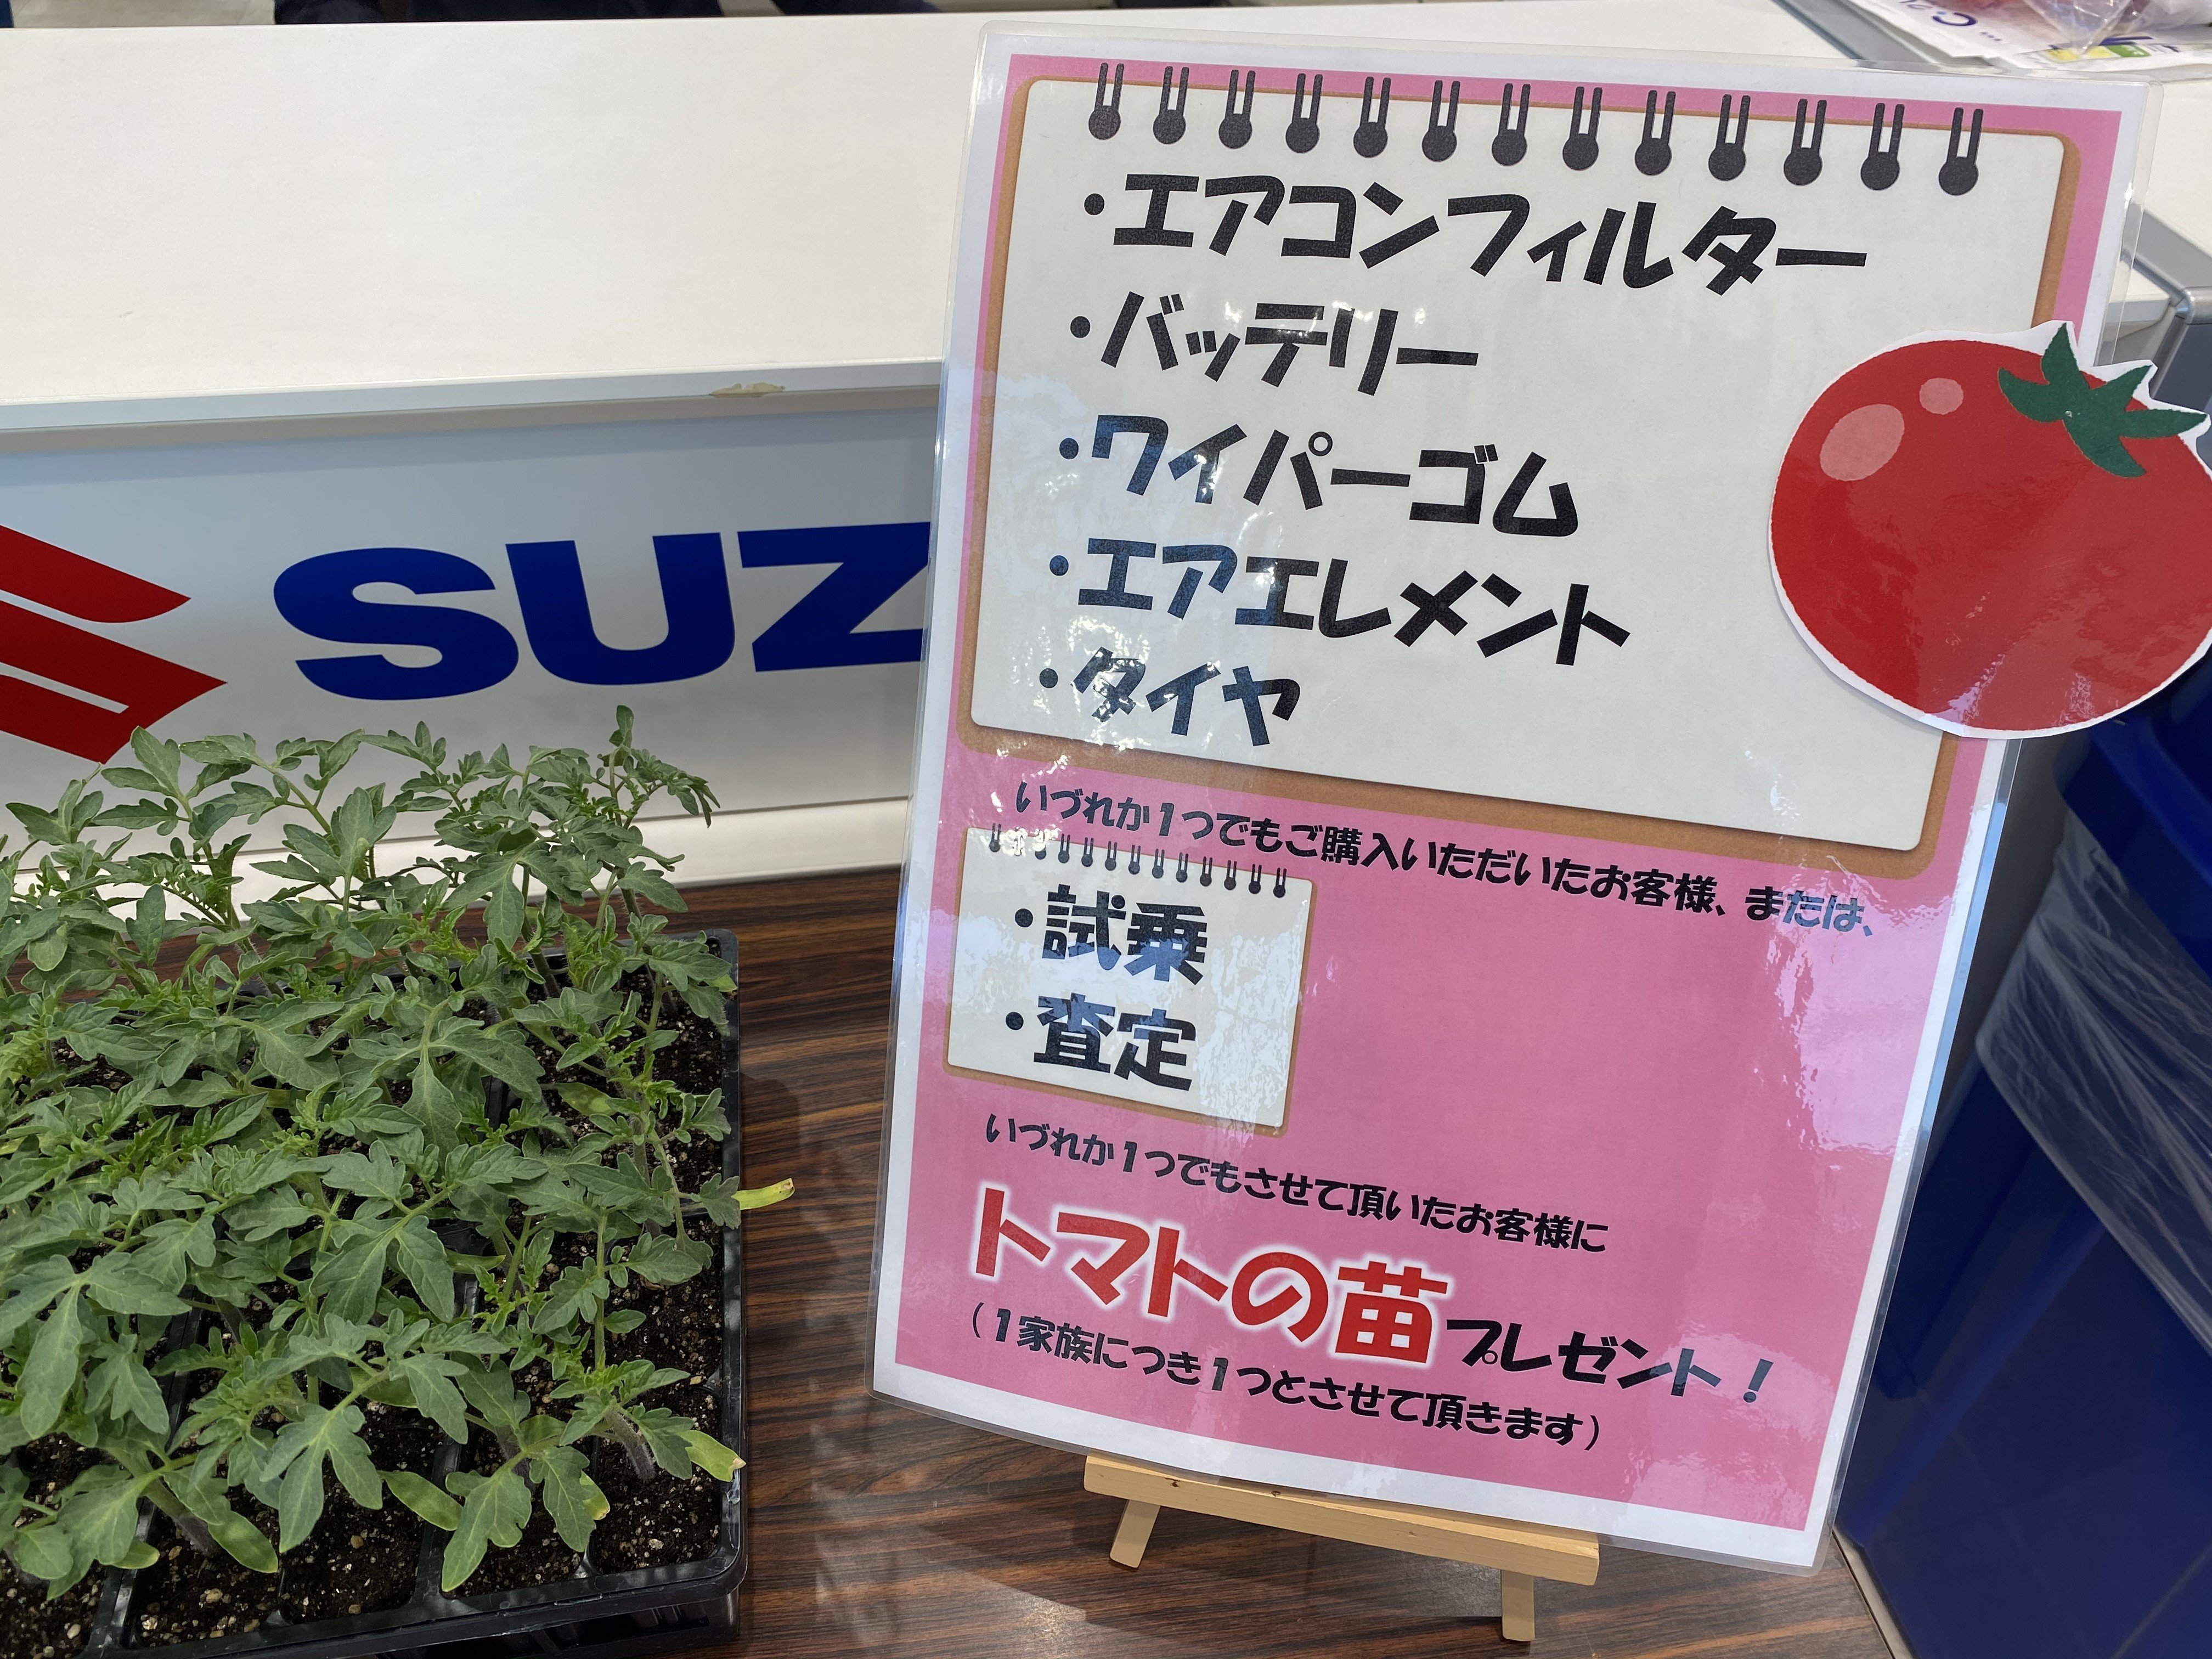 SUZ
・エアコンフィルター
・バッテリー
・ワイパーゴム
・エアエレメント
・タイヤ
いづれか1つでもご購入いただいたお客様、または、
・試乗
・査定
いづれか1つでもさせて頂いたお客様に
トマトの苗プレゼント!
(1家族につき1つとさせて頂きます)